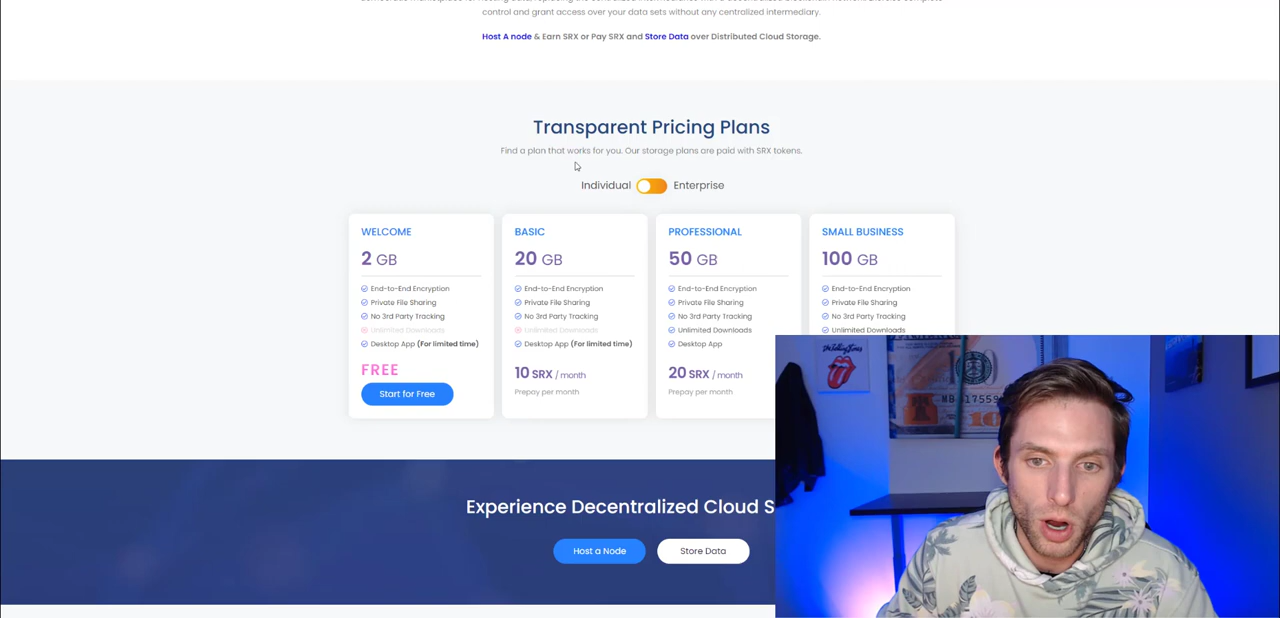 control and grant access over your data sets without any centralized intermediary.
Host A node & Earn SRX or Pay SRX and Store Data over Distributed Cloud Storage.
Transparent Pricing Plans
Find a plan that works for you. Our storage plans are paid with SRX tokens.
Individual Enterprise
WELCOME
2 GB
End-to-End Encryption
Private File Sharing
No 3rd Party Tracking
Unlimited Downloads
Desktop App (For limited time)
FREE
Start for Free
BASIC
20 GB
End-to-End Encryption
Private File Sharing
No 3rd Party Tracking
Unlimited Downloads
Desktop App (For limited time)
10 SRX / month
Prepay per month
PROFESSIONAL
50 GB
End-to-End Encryption
Private File Sharing
No 3rd Party Tracking
Unlimited Downloads
Desktop App
20 SRX / month
Prepay per month
SMALL BUSINESS
100 GB
End-to-End Encryption
Private File Sharing
No 3rd Party Tracking
Unlimited Downloads
Experience Decentralized Cloud S
Host a Node
Store Data